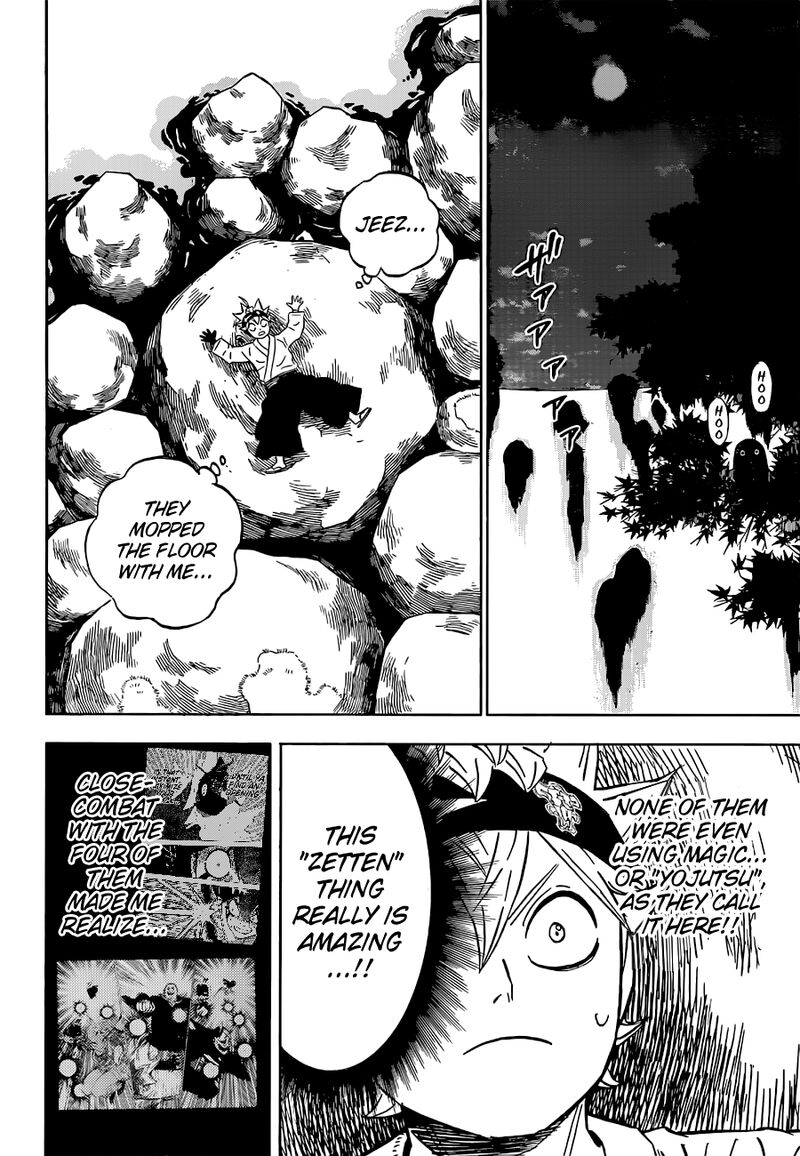 ザァァァァ
HOO
HOO
JEEZ...
THEY
MOPPED
THE FLOOR
WITH ME...
NONE OF THEM
WERE EVEN
USING MAGIC...
OR "YOJUTSU",
AS THEY CALL
IT HERE!!
THIS
"ZETTEN"
THING
REALLY IS
AMAZING
...!!
CLOSE-
COMBAT
WITH THE
FOUR OF
THEM
MADE ME
REALIZE...